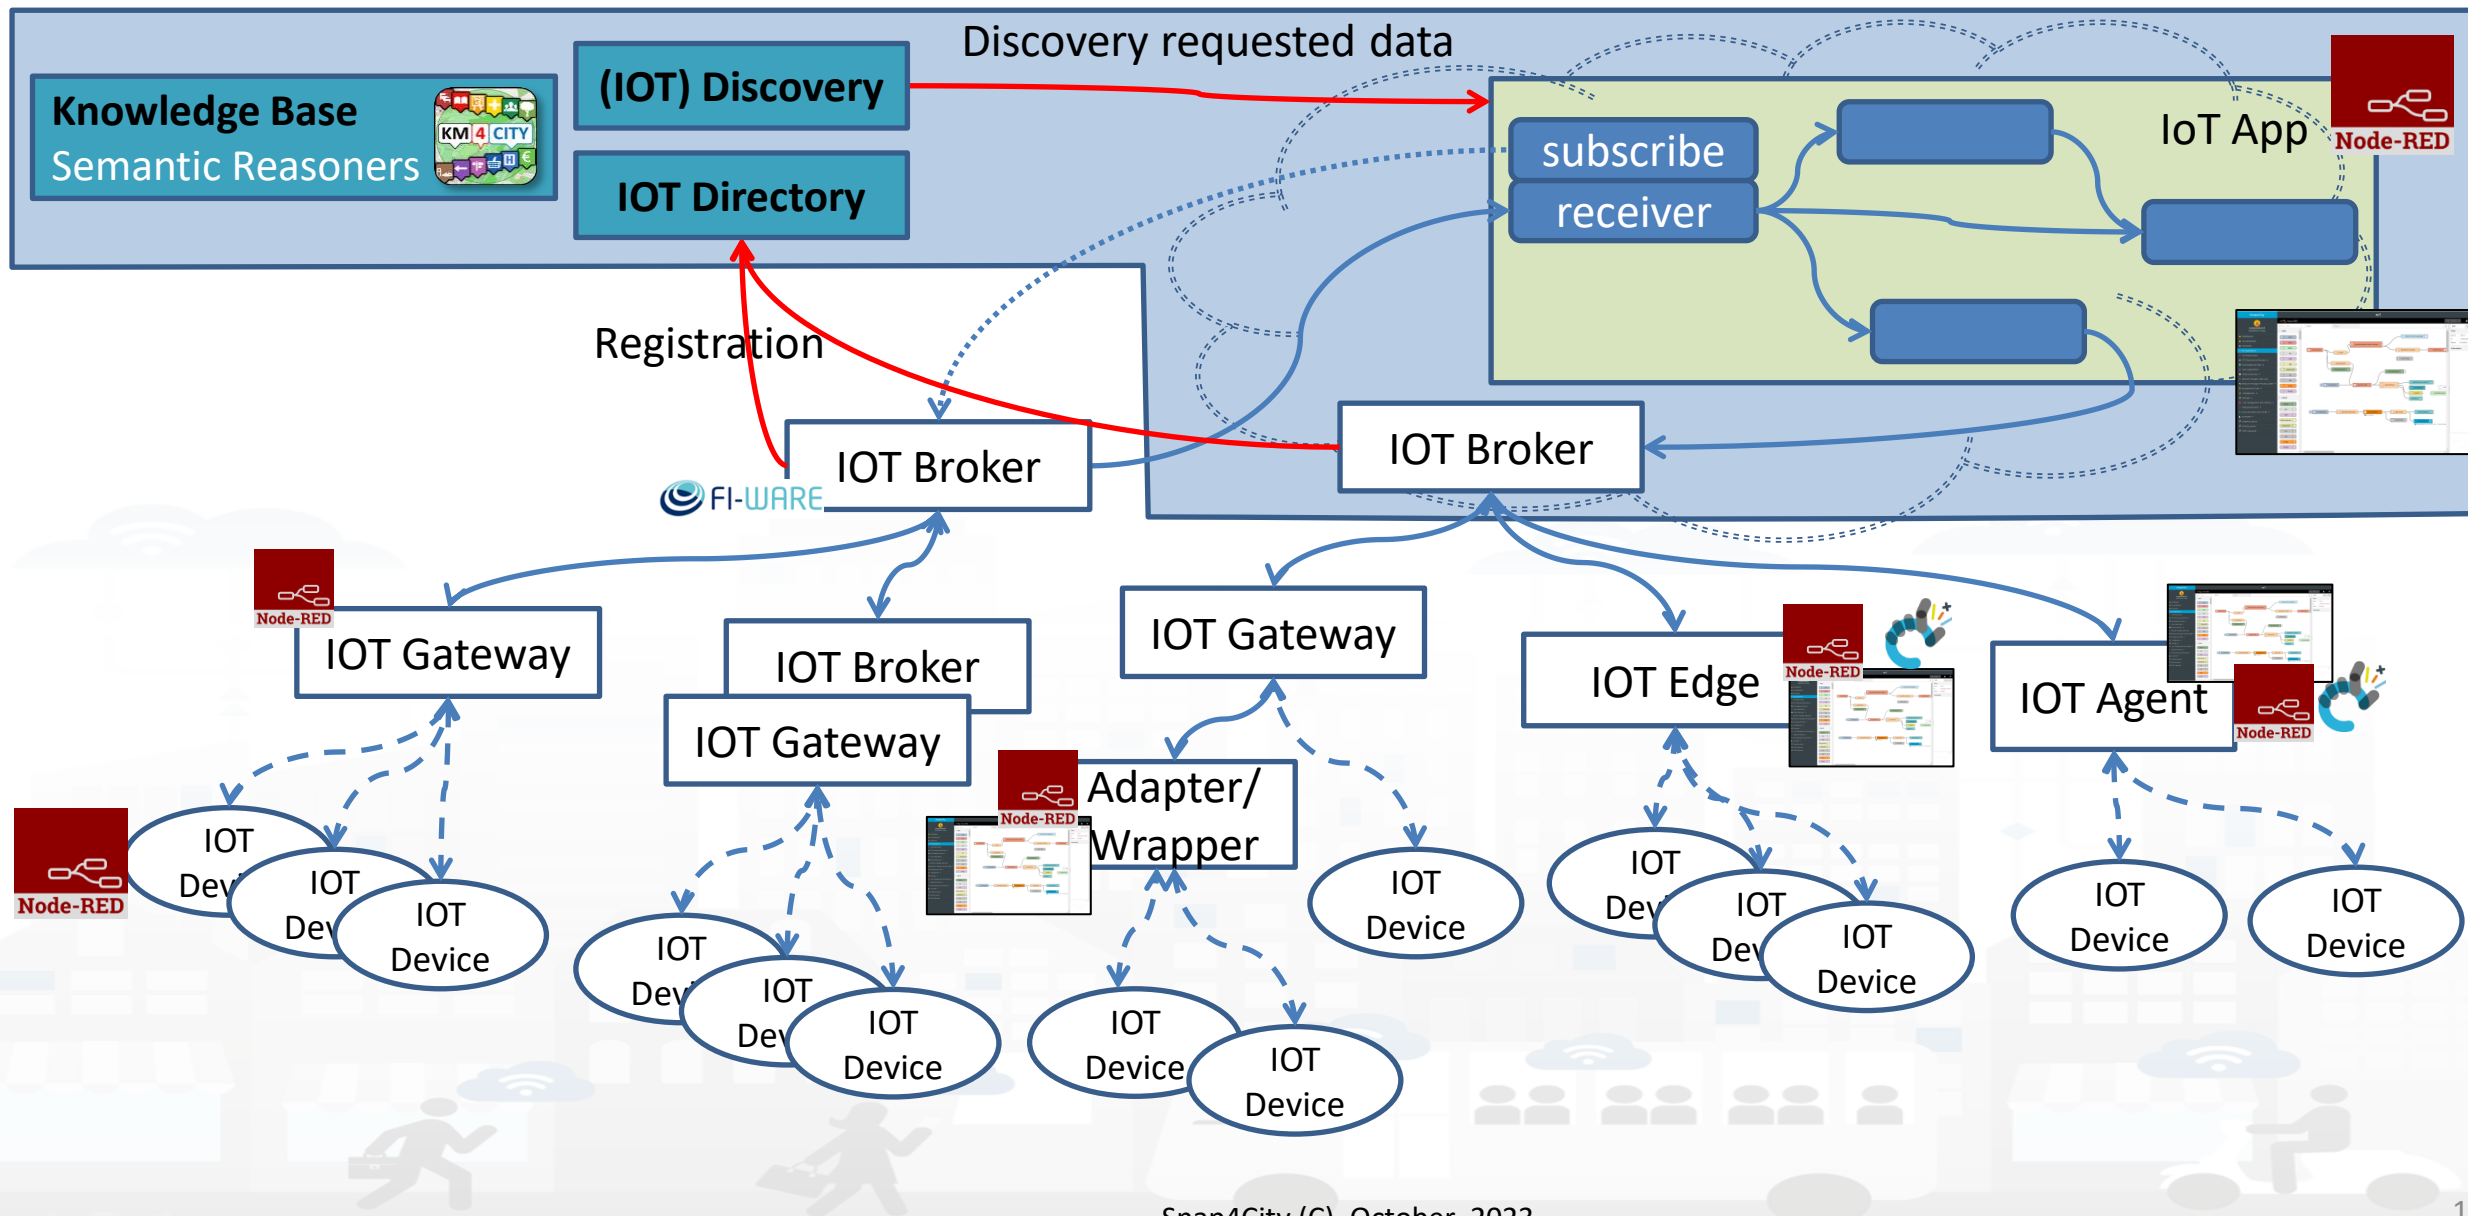 Discovery requested data
Knowledge Base
Semantic Reasoners
KM 4 CITY
(IOT) Discovery
IOT Directory
subscribe
receiver
IoT App
Node-RED
Registration
IOT Broker
FI-WARE
IOT Broker
Node-RED
IOT Gateway
IOT Broker
IOT Gateway
IOT Gateway
IOT Edge
Node-RED
IOT Agent
Node-RED
Node-RED
Adapter/
Wrapper
Node-RED
IOT
Dev
IOT
Dev
IOT
Device
IOT
Dev
IOT
Dev
IOT
Device
IOT
Device
IOT
Device
IOT
Device
IOT
Dev
IOT
Dev
IOT
Device
IOT
Device
IOT
Device
Snap4City (C), October, 2023
1